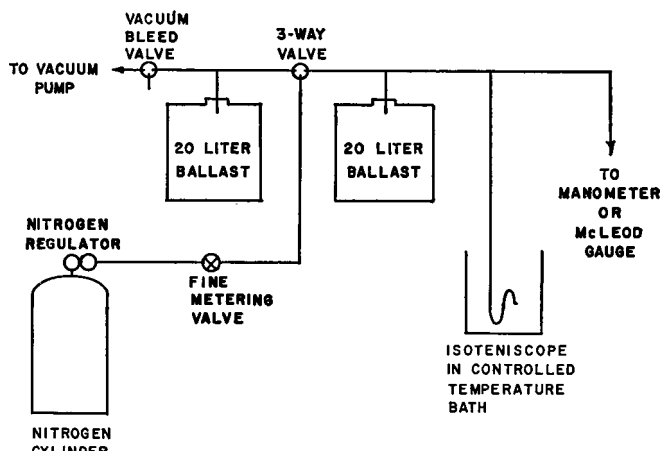 VACUUM
BLEED
VALVE
3-WAY
VALVE
TO VACUUM
PUMP
20 LITER
BALLAST
20 LITER
BALLAST
TO
MANOMETER
OR
McLEOD
GAUGE
NITROGEN
REGULATOR
FINE
METERING
VALVE
ISOTENISCOPE
IN CONTROLLED
TEMPERATURE
BATH
NITROGEN
CYLINDER